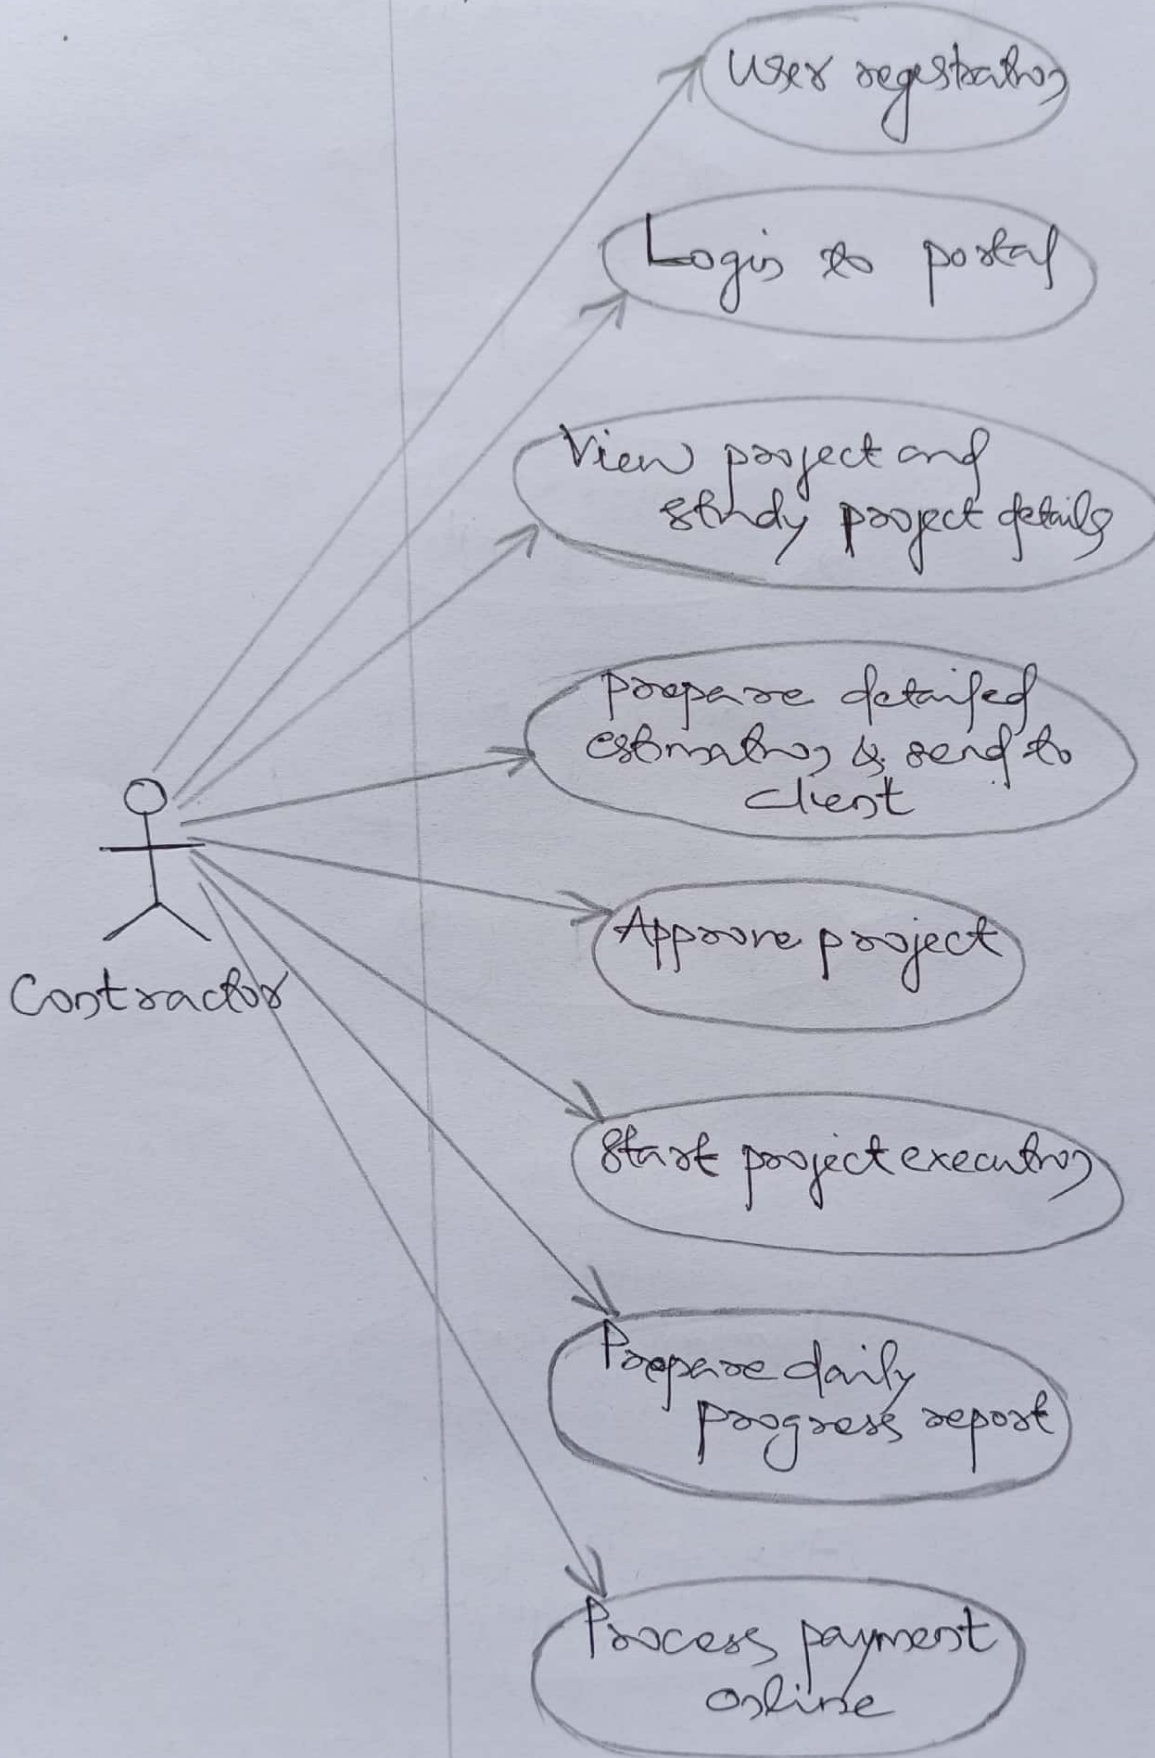 User regestration
Login to portal
View project and
study project details
prepare detailed
estimation & send to
client
Approve project
Contractor
Start project execution
Prepare daily
progress report
Process payment
online